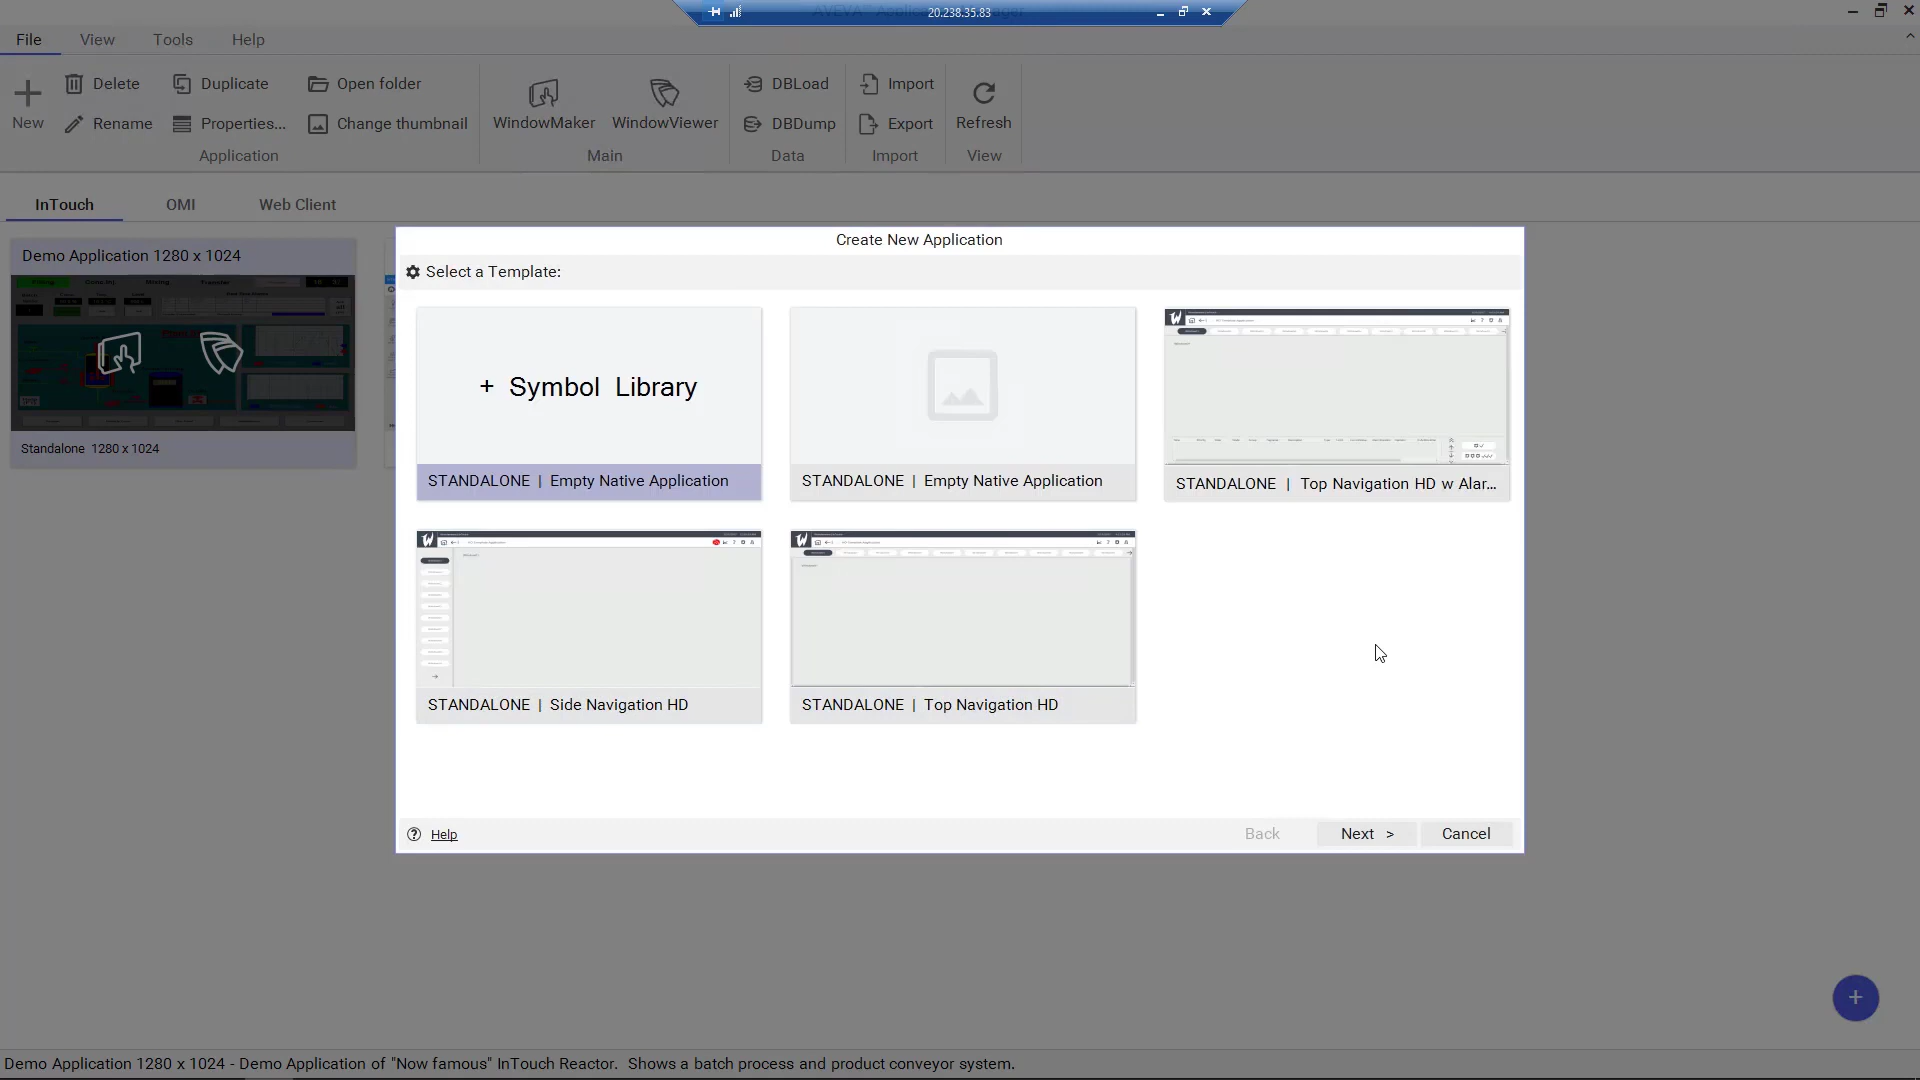 20.238.35.83
File View Tools Help
Delete Duplicate Open folder DBLoad Import
New Rename Properties... Change thumbnail WindowMaker WindowViewer DBDump Export Refresh
Application Main Data Import View
InTouch OMI Web Client
Demo Application 1280 x 1024
Standalone 1280 x 1024
Create New Application
Select a Template:
+ Symbol Library
STANDALONE | Empty Native Application
STANDALONE | Empty Native Application
STANDALONE | Top Navigation HD w Alar...
STANDALONE | Side Navigation HD
STANDALONE | Top Navigation HD
? Help Back Next > Cancel
+
Demo Application 1280 x 1024 - Demo Application of "Now famous" InTouch Reactor. Shows a batch process and product conveyor system.